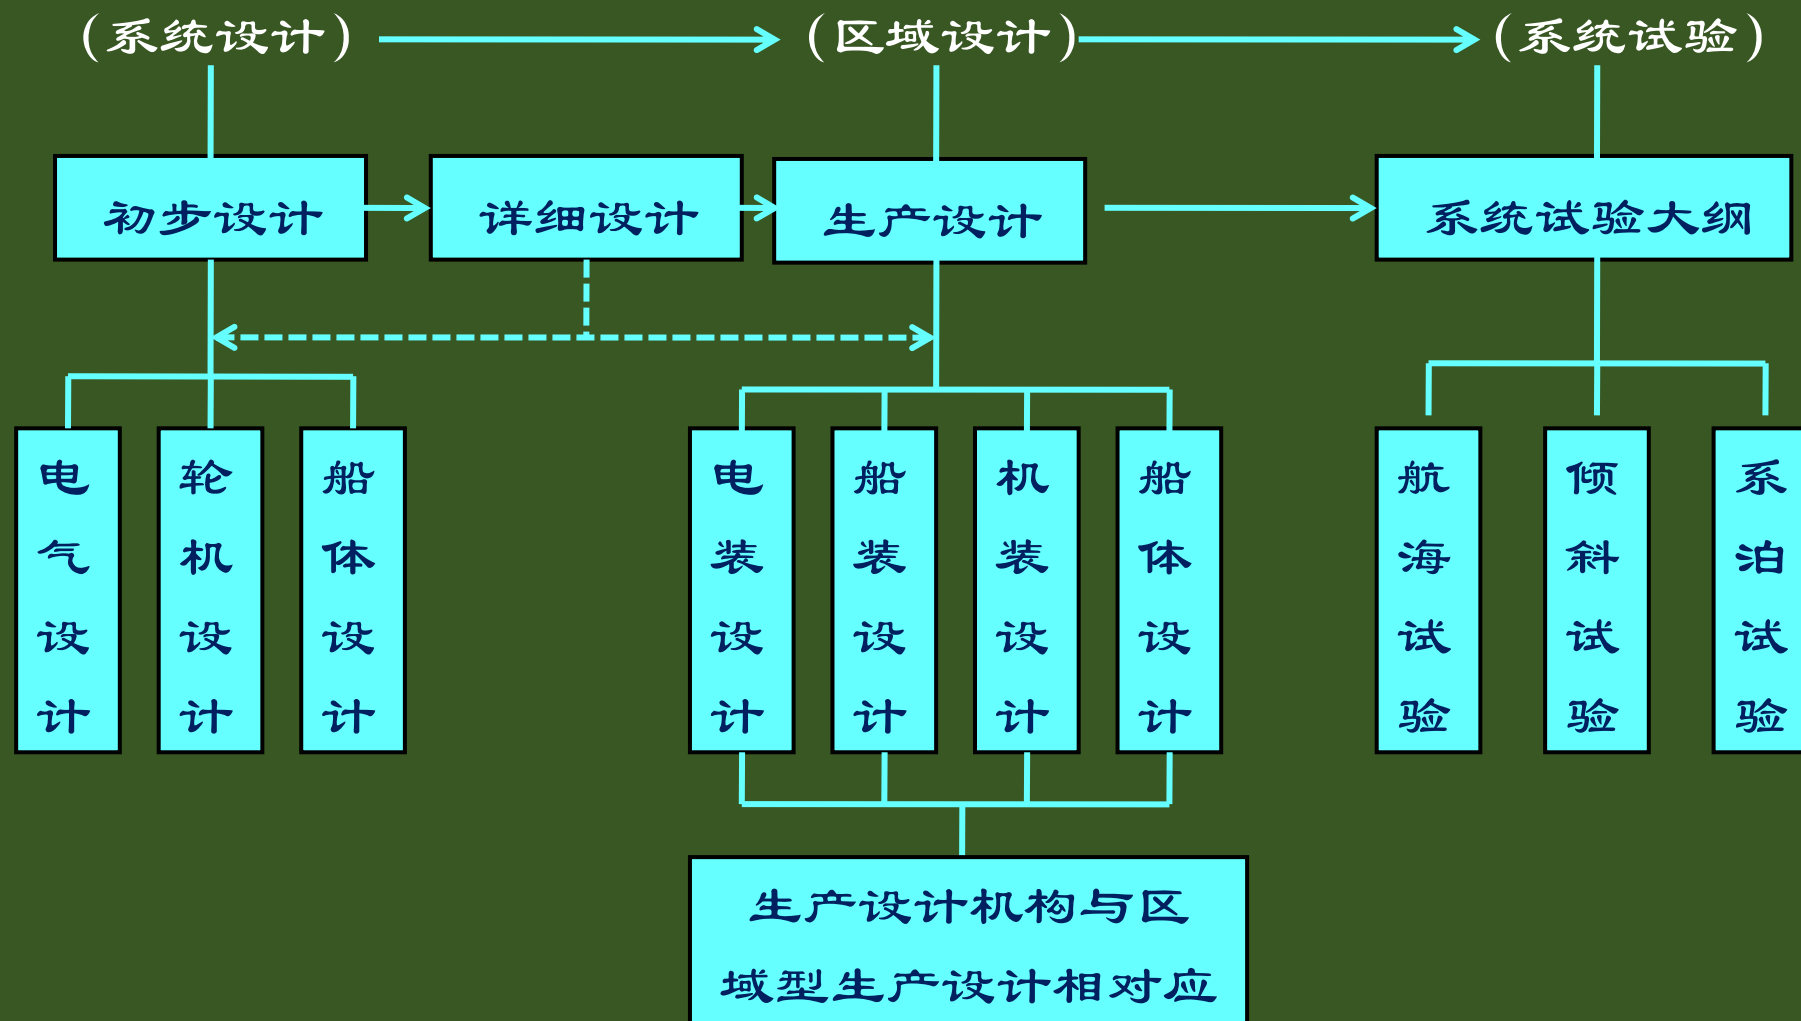 (系统设计)
(区域设计)
(系统试验)
初步设计
详细设计
生产设计
系统试验大纲
电气设计
轮机设计
船体设计
电装设计
船装设计
机装设计
船体设计
航海试验
倾斜试验
系泊试验
生产设计机构与区
域型生产设计相对应